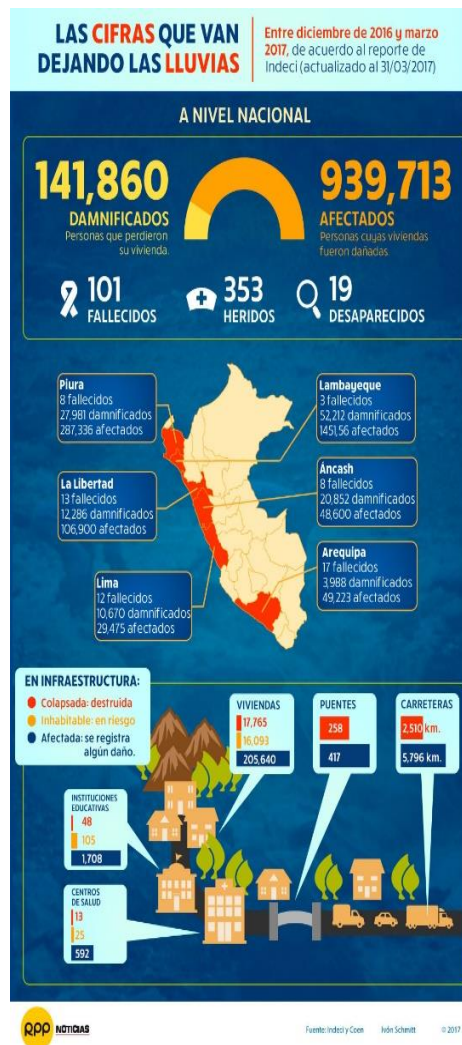 LAS CIFRAS QUE VAN
DEJANDO LAS LLUVIAS
Entre diciembre de 2016 y marzo
2017, de acuerdo al reporte de
Indeci (actualizado al 31/03/2017)
A NIVEL NACIONAL
141,860
DAMNIFICADOS
Personas que perdieron
su vivienda.
939,713
AFECTADOS
Personas cuyas viviendas
fueron dañadas.
101
FALLECIDOS
353
HERIDOS
19
DESAPARECIDOS
Piura
8 fallecidos
27,981 damnificados
287,336 afectados
Lambayeque
3 fallecidos
52,212 damnificados
1451,56 afectados
La Libertad
13 fallecidos
12,286 damnificados
106,900 afectados
Áncash
8 fallecidos
20,852 damnificados
48,600 afectados
Lima
12 fallecidos
10,670 damnificados
29,475 afectados
Arequipa
17 fallecidos
3,988 damnificados
49,223 afectados
EN INFRAESTRUCTURA:
Colapsada: destruida
Inhabitable: en riesgo
Afectada: se registra
algún daño.
VIVIENDAS
17,765
16,093
205,640
PUENTES
258
417
CARRETERAS
2,510 km.
5,796 km.
INSTITUCIONES
EDUCATIVAS
48
105
1,708
CENTROS
DE SALUD
13
25
592
RPP NOTICIAS
Fuente: Indeci y Coen Ivón Schmitt © 2017